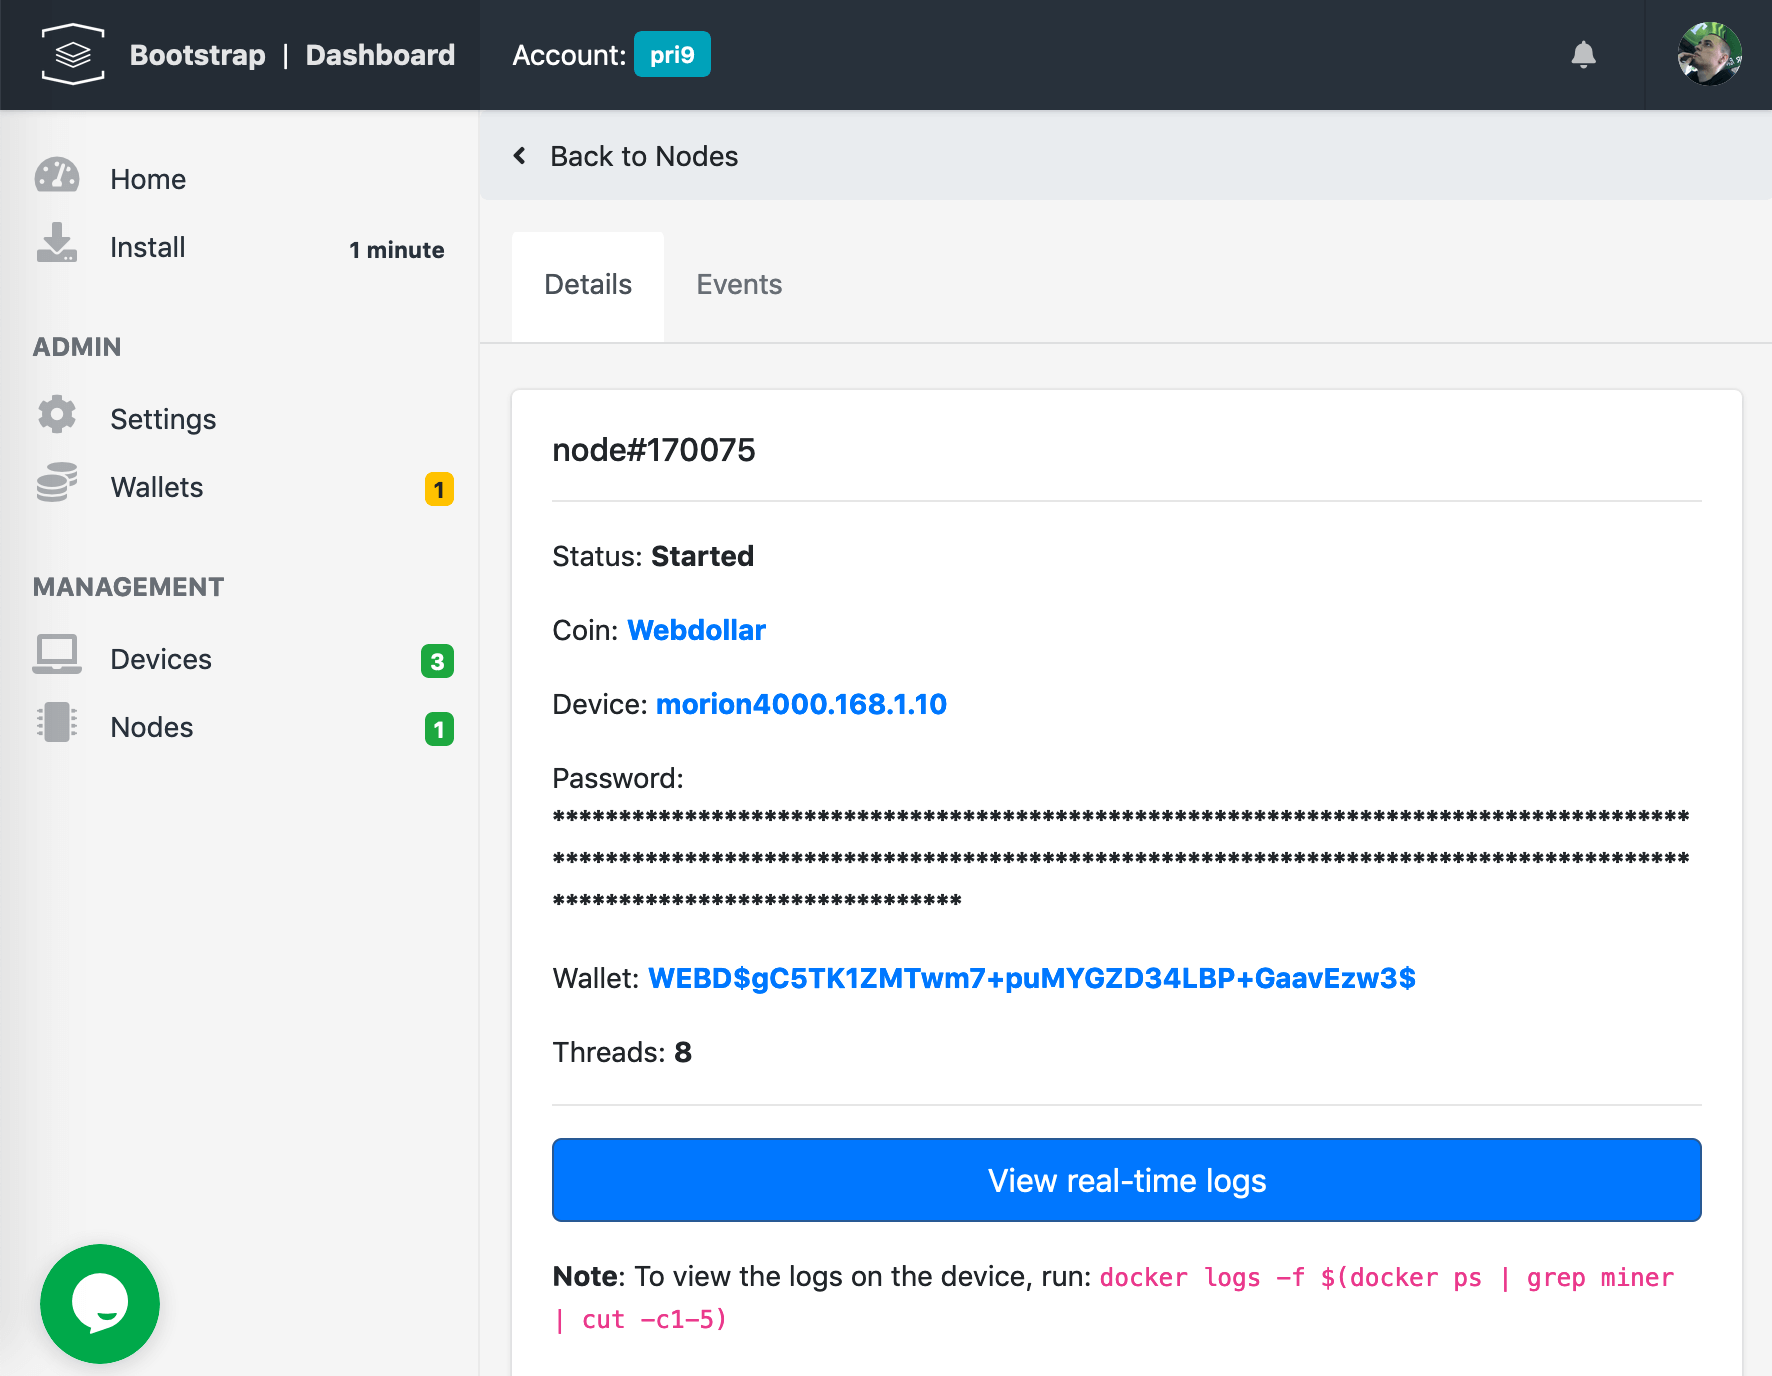 Bootstrap | Dashboard
Account: pri9
Home
Install 1 minute
ADMIN
Settings
Wallets 1
MANAGEMENT
Devices 3
Nodes 1
Back to Nodes
Details Events
node#170075
Status: Started
Coin: Webdollar
Device: morion4000.168.1.10
Password:
**************************************************************************************
**************************************************************************************
*******************************
Wallet: WEBD$gC5TK1ZMTwm7+puMYGZD34LBP+GaavEzw3$
Threads: 8
View real-time logs
Note: To view the logs on the device, run: docker logs -f $(docker ps | grep miner
| cut -c1-5)